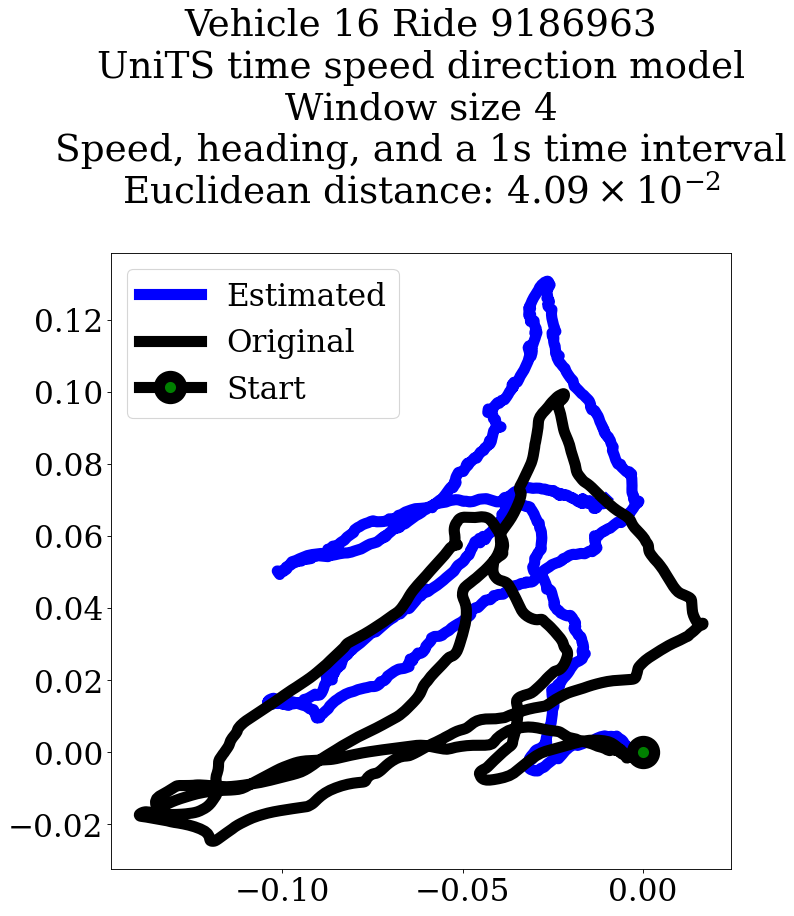 Vehicle 16 Ride 9186963
UniTS time speed direction model
Window size 4
Speed, heading, and a 1s time interval
Euclidean distance: 4.09 × 10⁻²
Estimated
Original
Start
0.12
0.10
0.08
0.06
0.04
0.02
0.00
−0.02
−0.10
−0.05
0.00